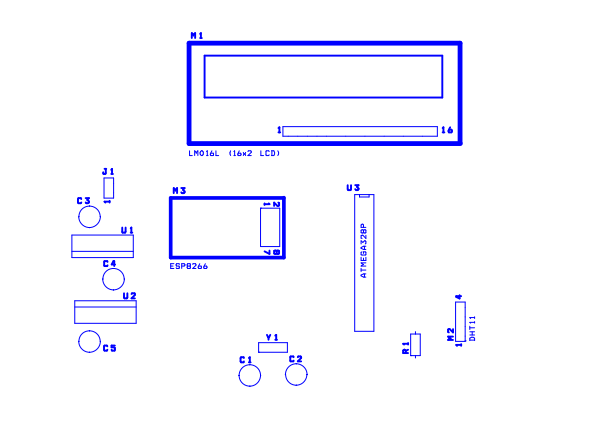 M1
1 16
LM016L (16x2 LCD)
J1
1
C3
U1
C4
U2
C5
M3
2
1
8
7
ESP8266
U3
ATMEGA328P
Y1
C1 C2
R1
M2
4
1
DHT11